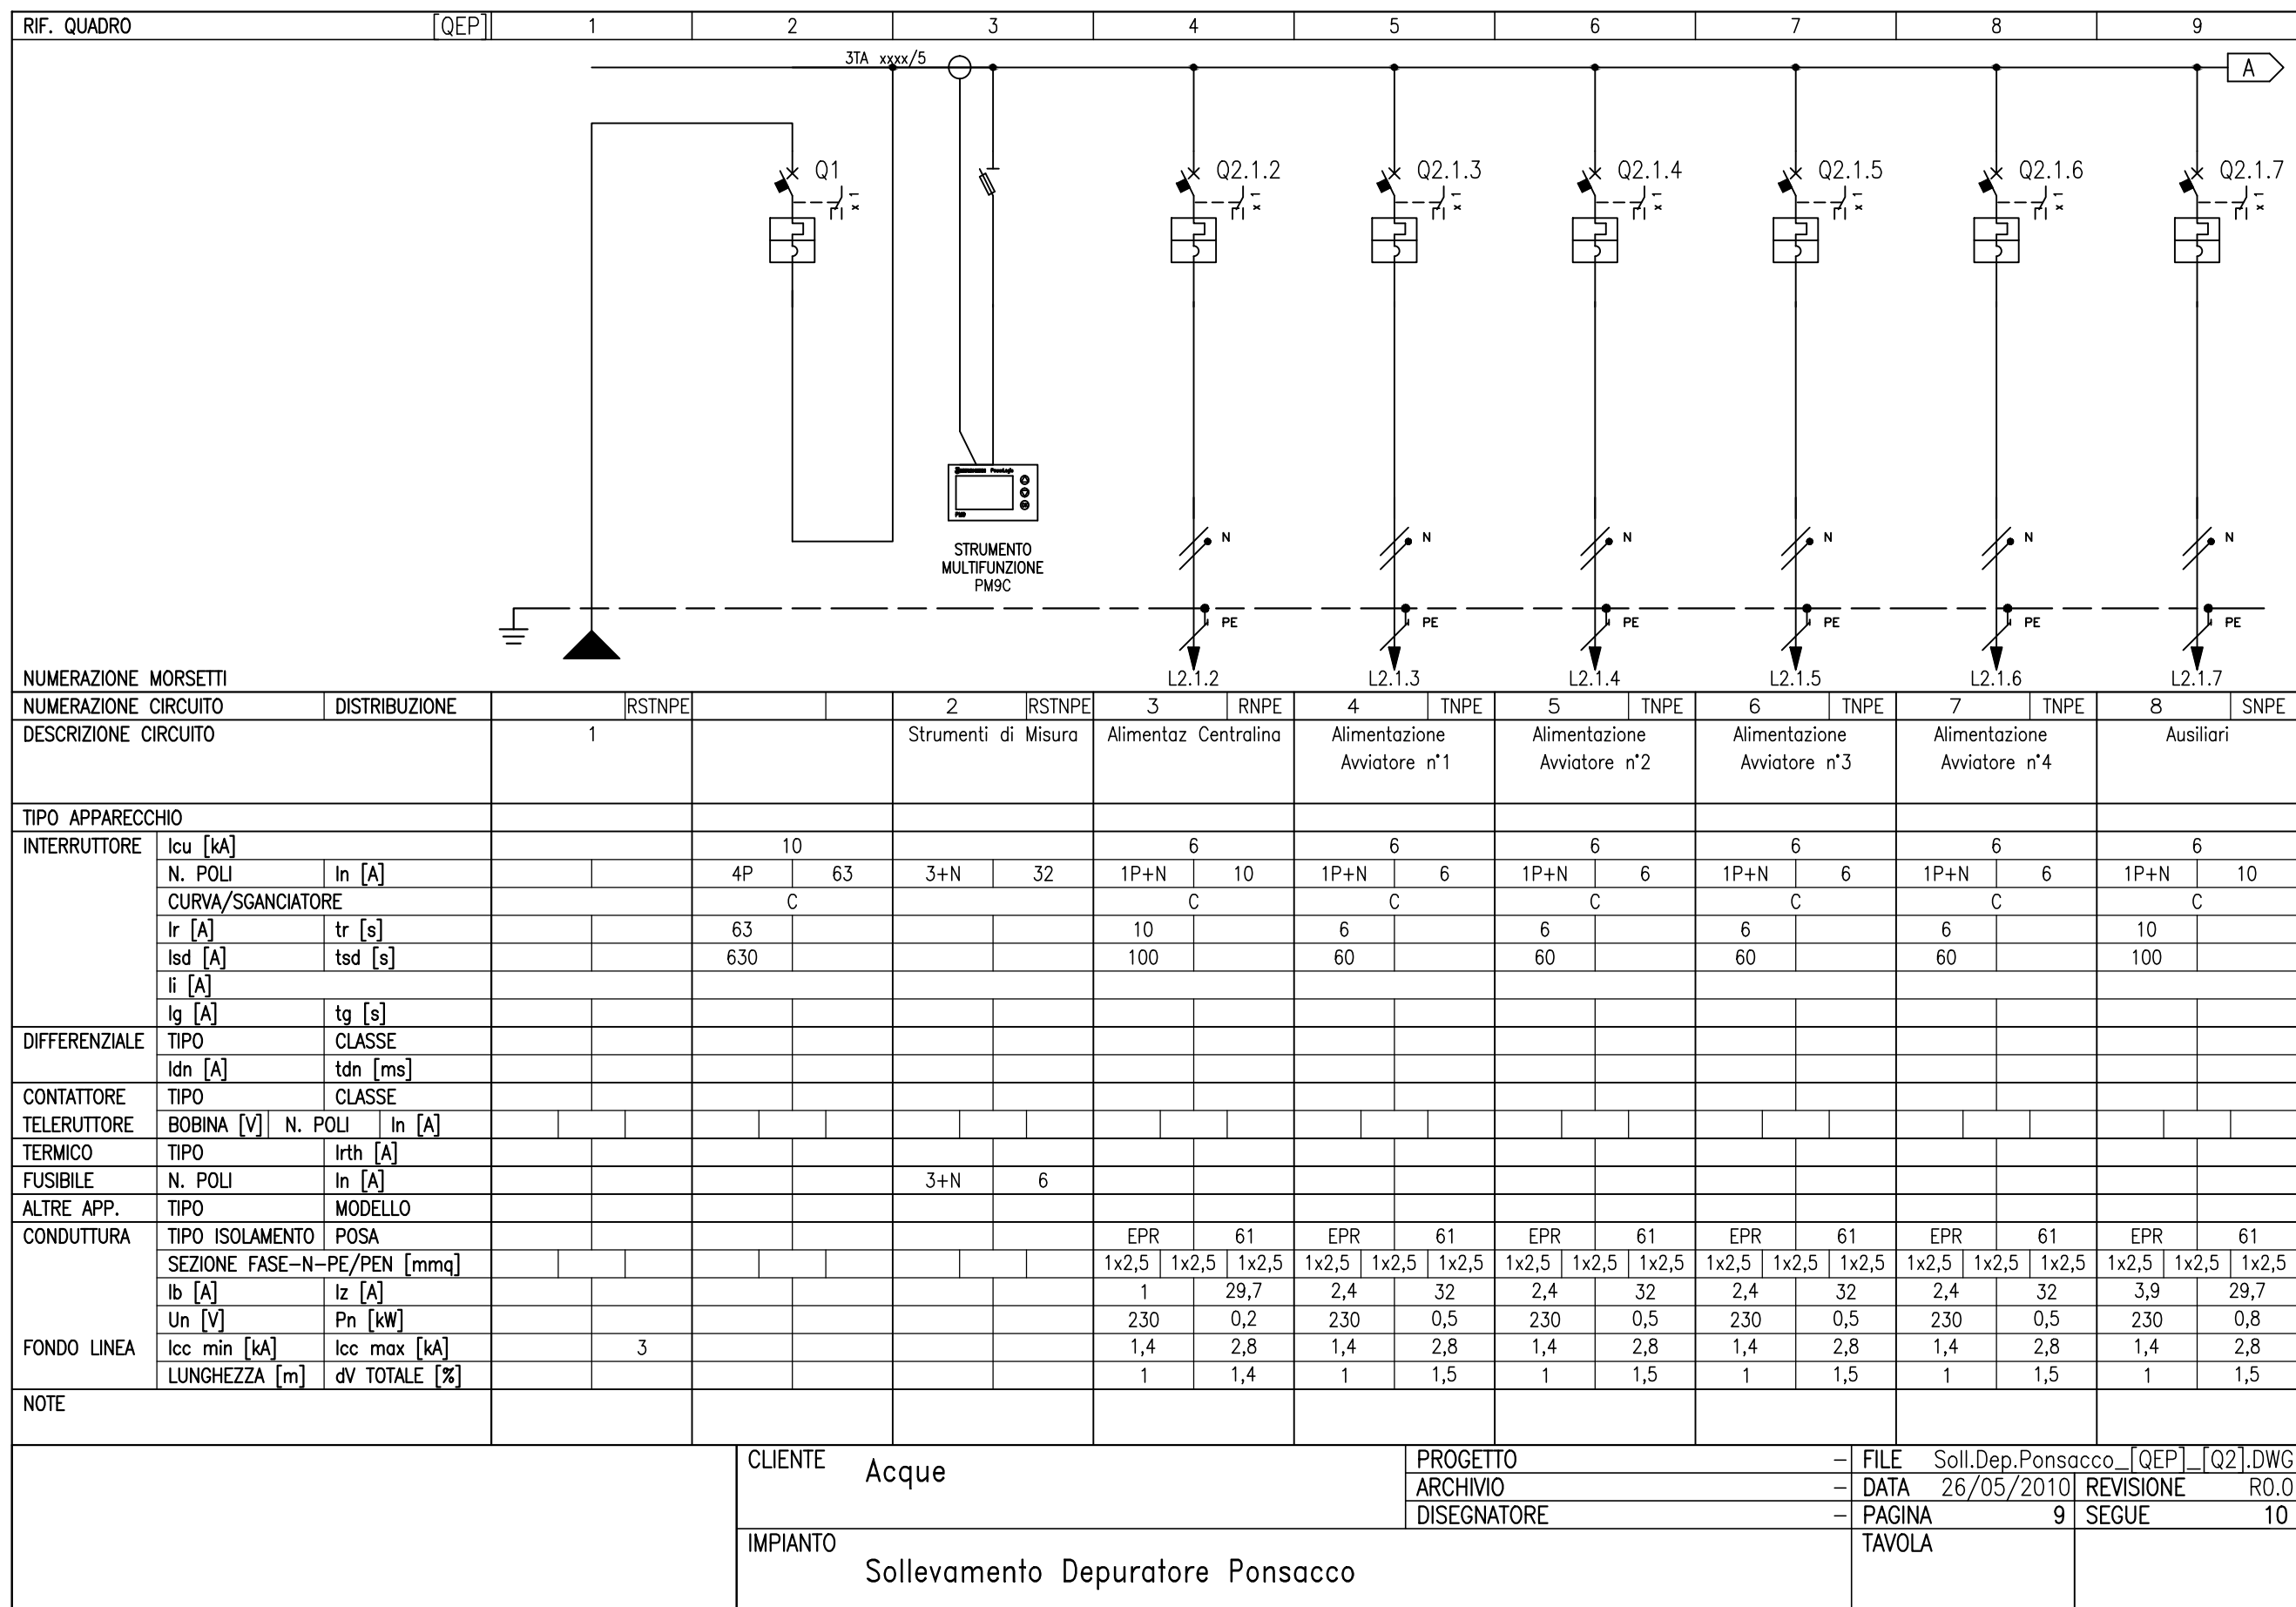 RIF. QUADRO [QEP] 1 2 3 4 5 6 7 8 9
3TA xxxx/5
A
Q1 Q2.1.2 Q2.1.3 Q2.1.4 Q2.1.5 Q2.1.6 Q2.1.7
x 1 x 1 x 1 x 1 x 1 x 1 x 1
PowerLogic
STRUMENTO
MULTIFUNZIONE
PM9C
N N N N N N
PE PE PE PE PE PE
NUMERAZIONE MORSETTI L2.1.2 L2.1.3 L2.1.4 L2.1.5 L2.1.6 L2.1.7
NUMERAZIONE CIRCUITO DISTRIBUZIONE RSTNPE 2 RSTNPE 3 RNPE 4 TNPE 5 TNPE 6 TNPE 7 TNPE 8 SNPE
DESCRIZIONE CIRCUITO 1 Strumenti di Misura Alimentaz Centralina Alimentazione Alimentazione Alimentazione Alimentazione Ausiliari
Avviatore n°1 Avviatore n°2 Avviatore n°3 Avviatore n°4
TIPO APPARECCHIO
INTERRUTTORE Icu [kA] 10 6 6 6 6 6 6
N. POLI In [A] 4P 63 3+N 32 1P+N 10 1P+N 6 1P+N 6 1P+N 6 1P+N 6 1P+N 10
CURVA/SGANCIATORE C C C C C C C
Ir [A] tr [s] 63 10 6 6 6 6 10
Isd [A] tsd [s] 630 100 60 60 60 60 100
Ii [A]
Ig [A] tg [s]
DIFFERENZIALE TIPO CLASSE
Idn [A] tdn [ms]
CONTATTORE TIPO CLASSE
TELERUTTORE BOBINA [V] N. POLI In [A]
TERMICO TIPO Irth [A]
FUSIBILE N. POLI In [A] 3+N 6
ALTRE APP. TIPO MODELLO
CONDUTTURA TIPO ISOLAMENTO POSA EPR 61 EPR 61 EPR 61 EPR 61 EPR 61 EPR 61
SEZIONE FASE-N-PE/PEN [mmq] 1x2,5 1x2,5 1x2,5 1x2,5 1x2,5 1x2,5 1x2,5 1x2,5 1x2,5 1x2,5 1x2,5 1x2,5 1x2,5 1x2,5 1x2,5 1x2,5 1x2,5 1x2,5
Ib [A] Iz [A] 1 29,7 2,4 32 2,4 32 2,4 32 2,4 32 3,9 29,7
Un [V] Pn [kW] 230 0,2 230 0,5 230 0,5 230 0,5 230 0,5 230 0,8
FONDO LINEA Icc min [kA] Icc max [kA] 3 1,4 2,8 1,4 2,8 1,4 2,8 1,4 2,8 1,4 2,8 1,4 2,8
LUNGHEZZA [m] dV TOTALE [%] 1 1,4 1 1,5 1 1,5 1 1,5 1 1,5 1 1,5
NOTE
CLIENTE Acque
PROGETTO - FILE Soll.Dep.Ponsacco_[QEP]_[Q2].DWG
ARCHIVIO - DATA 26/05/2010 REVISIONE R0.0
DISEGNATORE - PAGINA 9 SEGUE 10
IMPIANTO TAVOLA
Sollevamento Depuratore Ponsacco